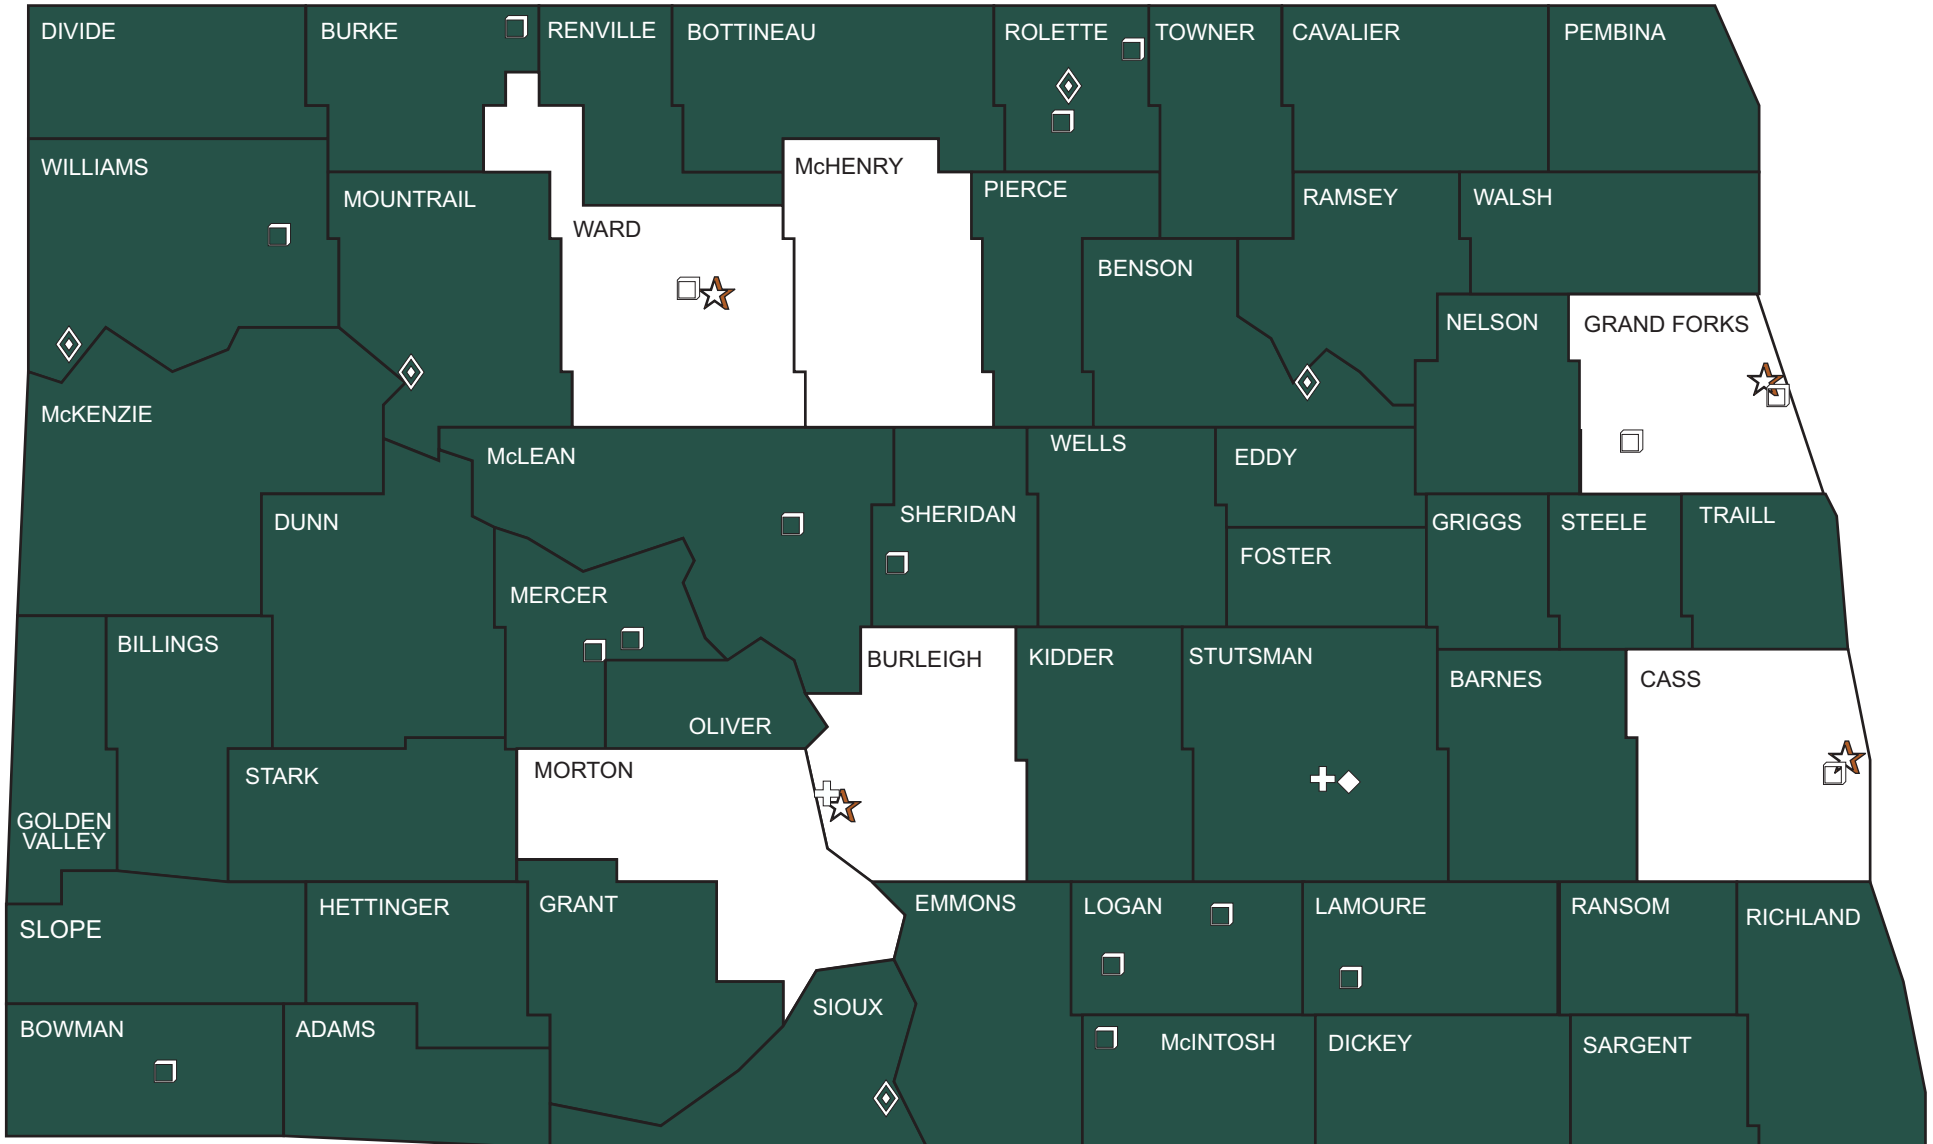 DIVIDE
BURKE
RENVILLE
BOTTINEAU
ROLETTE
TOWNER
CAVALIER
PEMBINA
WILLIAMS
MOUNTRAIL
WARD
McHENRY
PIERCE
BENSON
RAMSEY
WALSH
NELSON
GRAND FORKS
McKENZIE
DUNN
McLEAN
MERCER
SHERIDAN
WELLS
EDDY
FOSTER
GRIGGS
STEELE
TRAILL
GOLDEN
VALLEY
BILLINGS
STARK
OLIVER
MORTON
BURLEIGH
KIDDER
STUTSMAN
BARNES
CASS
SLOPE
HETTINGER
GRANT
EMMONS
LOGAN
LAMOURE
RANSOM
RICHLAND
BOWMAN
ADAMS
SIOUX
McINTOSH
DICKEY
SARGENT